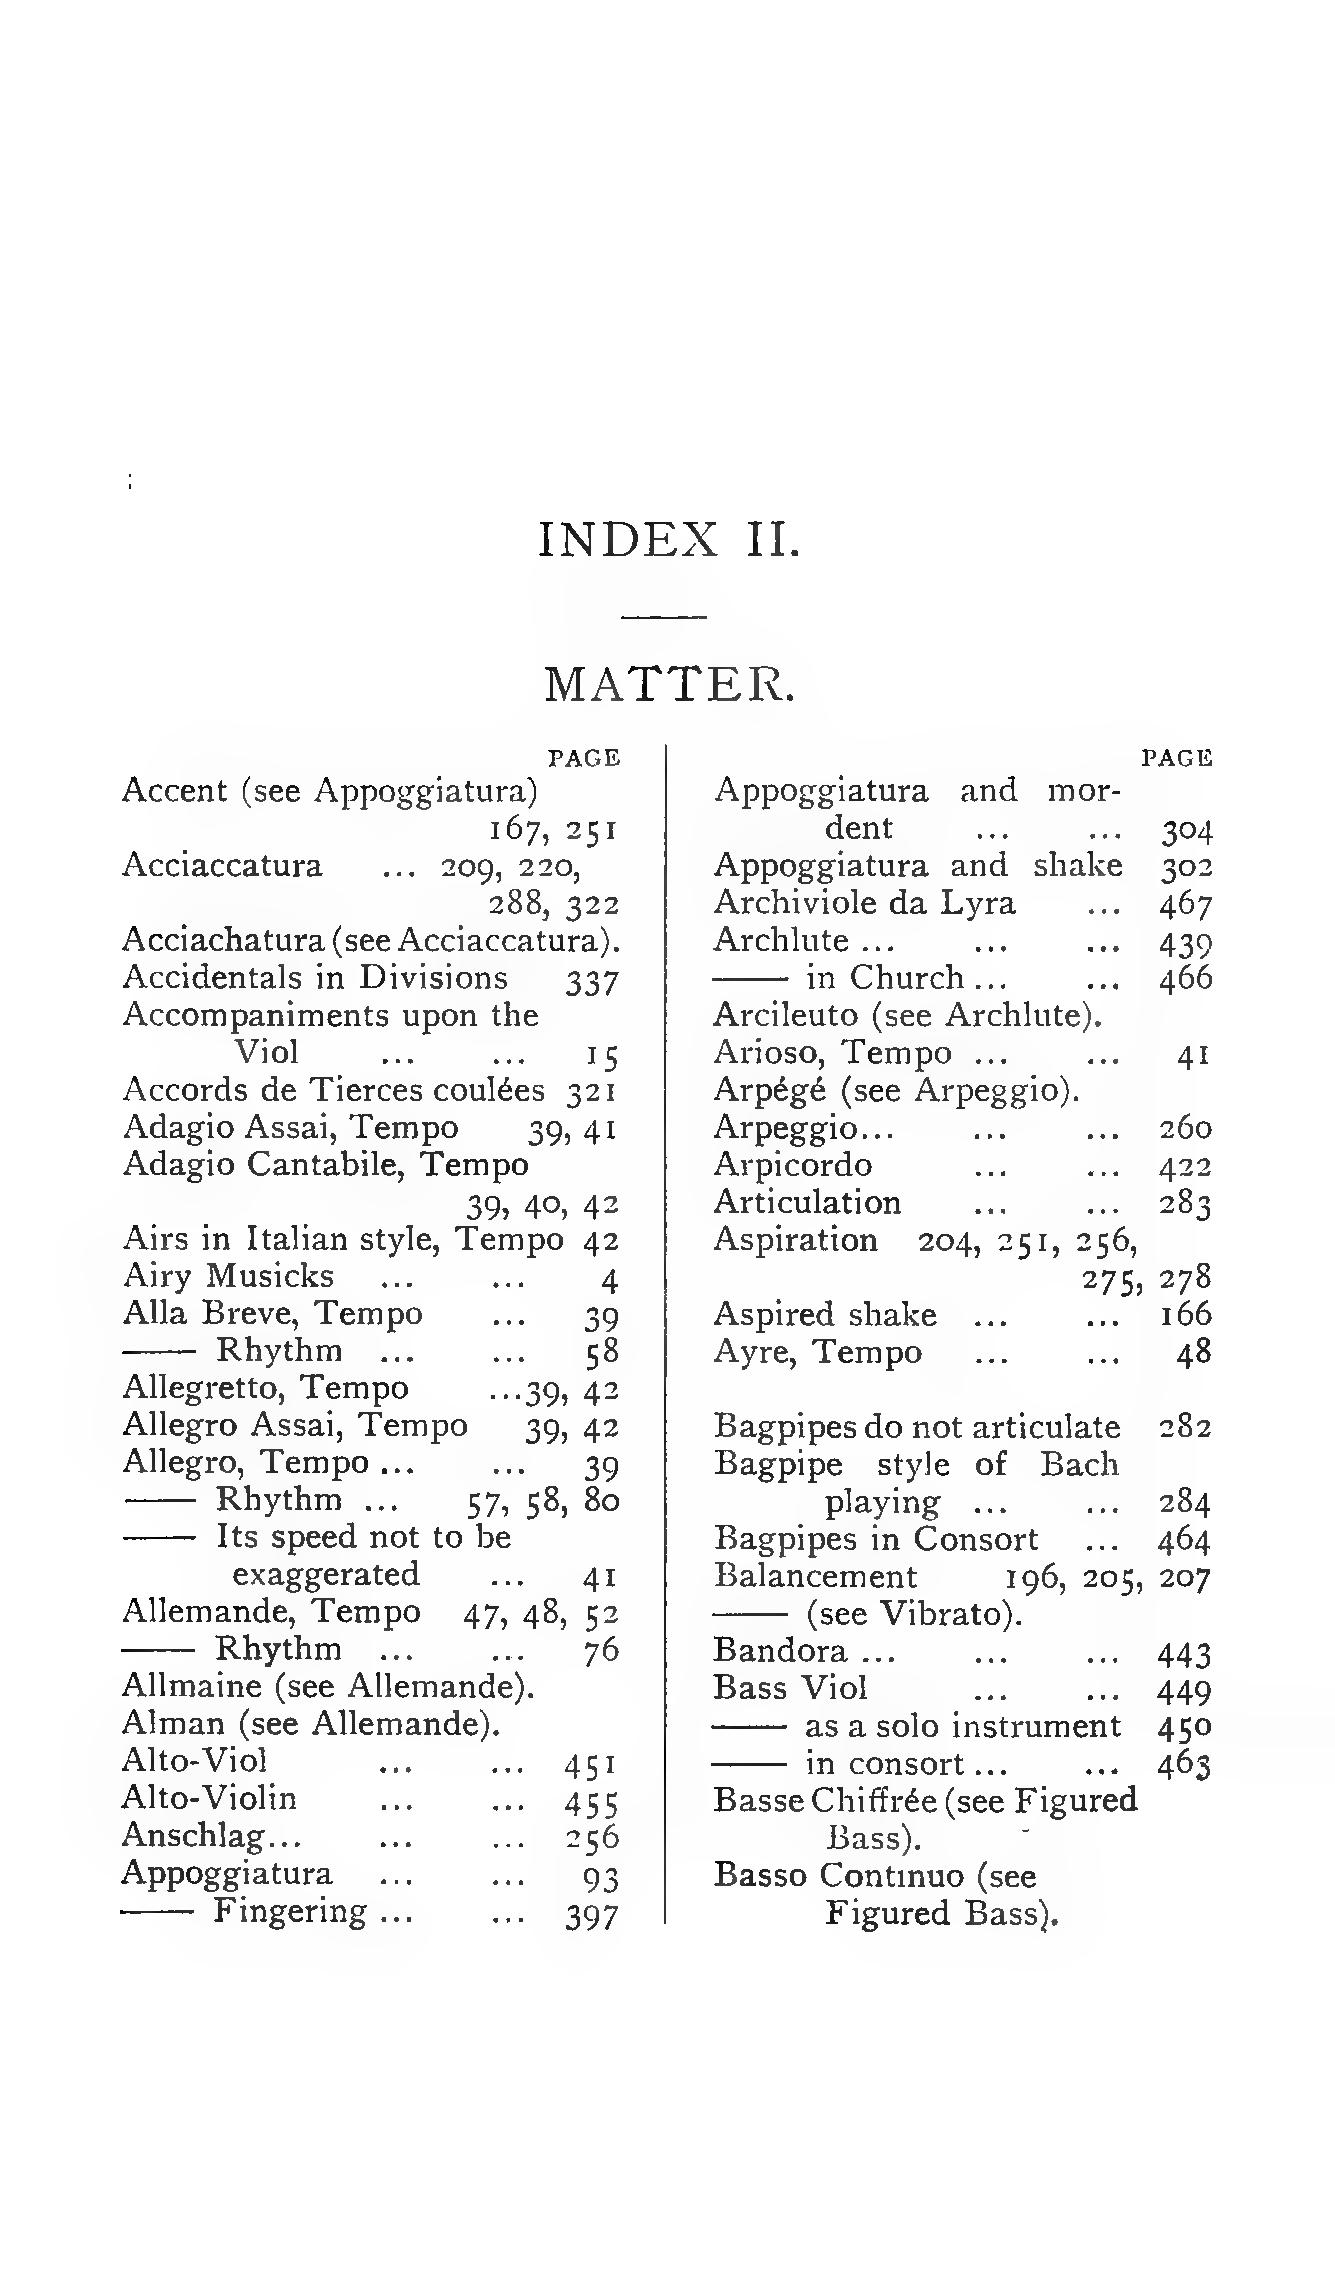 INDEX II.
MATTER.
PAGE
Accent (see Appoggiatura)
167, 251
Acciaccatura ... 209, 220,
288, 322
Acciachatura (see Acciaccatura).
Accidentals in Divisions 337
Accompaniments upon the
Viol ... ... 15
Accords de Tierces coulées 321
Adagio Assai, Tempo 39, 41
Adagio Cantabile, Tempo
39, 40, 42
Airs in Italian style, Tempo 42
Airy Musicks ... ... 4
Alla Breve, Tempo ... 39
—— Rhythm ... ... 58
Allegretto, Tempo ...39, 42
Allegro Assai, Tempo 39, 42
Allegro, Tempo ... ... 39
—— Rhythm ... 57, 58, 80
—— Its speed not to be
exaggerated ... 41
Allemande, Tempo 47, 48, 52
—— Rhythm ... ... 76
Allmaine (see Allemande).
Alman (see Allemande).
Alto-Viol ... ... 451
Alto-Violin ... ... 455
Anschlag... ... ... 256
Appoggiatura ... ... 93
—— Fingering ... ... 397
PAGE
Appoggiatura and mor-
dent ... ... 304
Appoggiatura and shake 302
Archiviole da Lyra ... 467
Archlute ... ... ... 439
—— in Church ... ... 466
Arcileuto (see Archlute).
Arioso, Tempo ... ... 41
Arpégé (see Arpeggio).
Arpeggio... ... ... 260
Arpicordo ... ... 422
Articulation ... ... 283
Aspiration 204, 251, 256,
275, 278
Aspired shake ... ... 166
Ayre, Tempo ... ... 48
Bagpipes do not articulate 282
Bagpipe style of Bach
playing ... ... 284
Bagpipes in Consort ... 464
Balancement 196, 205, 207
—— (see Vibrato).
Bandora ... ... ... 443
Bass Viol ... ... 449
—— as a solo instrument 450
—— in consort ... ... 463
Basse Chiffrée (see Figured
Bass).
Basso Continuo (see
Figured Bass).